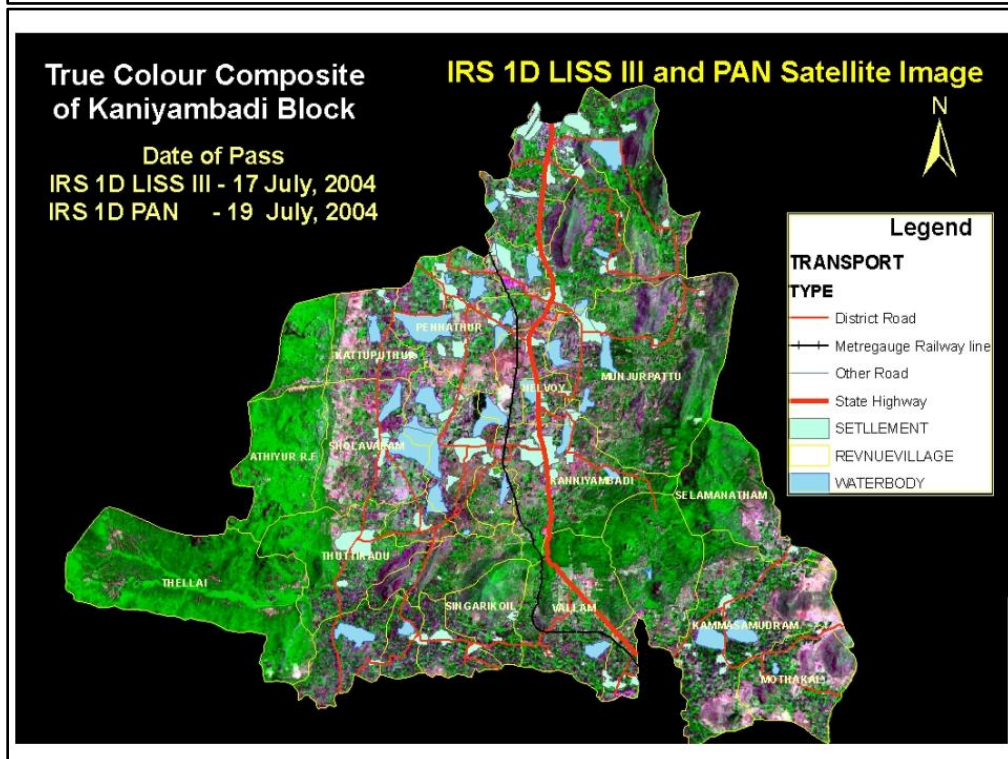 True Colour Composite
of Kaniyambadi Block
Date of Pass
IRS 1D LISS III - 17 July, 2004
IRS 1D PAN - 19 July, 2004
IRS 1D LISS III and PAN Satellite Image
N
Legend
TRANSPORT
TYPE
District Road
Metregauge Railway line
Other Road
State Highway
SETLLEMENT
REVNUEVILLAGE
WATERBODY
PENNATHUR
KATTUPUTHUR
MUNJURPATTU
NELVOY
SHOLAVARAM
ATHIYUR R.F
KANNIYAMBADI
SELAMANATHAM
THUTTIKADU
THELLAI
SINGARIKOIL
VALLAM
KAMMASAMUDRAM
MOTHAKAL